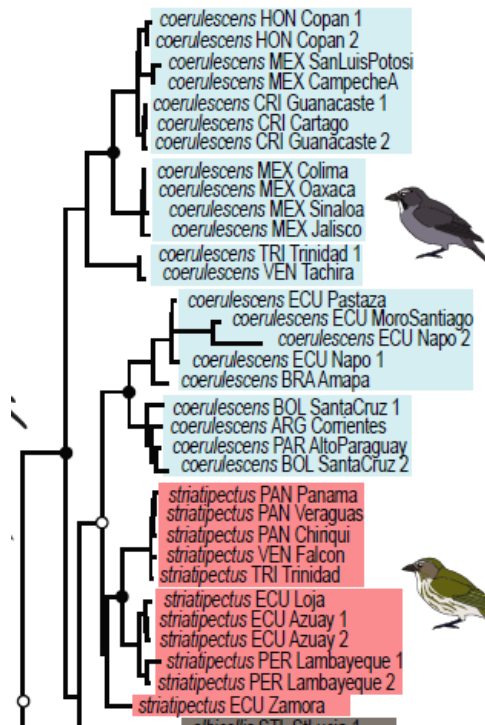 coerulescens HON Copan 1
coerulescens HON Copan 2
coerulescens MEX SanLuisPotosi
coerulescens MEX CampecheA
coerulescens CRI Guanacaste 1
coerulescens CRI Cartago
coerulescens CRI Guanacaste 2
coerulescens MEX Colima
coerulescens MEX Oaxaca
coerulescens MEX Sinaloa
coerulescens MEX Jalisco
coerulescens TRI Trinidad 1
coerulescens VEN Tachira
coerulescens ECU Pastaza
coerulescens ECU MoroSantiago
coerulescens ECU Napo 2
coerulescens ECU Napo 1
coerulescens BRA Amapa
coerulescens BOL SantaCruz 1
coerulescens ARG Corrientes
coerulescens PAR AltoParaguay
coerulescens BOL SantaCruz 2
striatipectus PAN Panama
striatipectus PAN Veraguas
striatipectus PAN Chiriqui
striatipectus VEN Falcon
striatipectus TRI Trinidad
striatipectus ECU Loja
striatipectus ECU Azuay 1
striatipectus ECU Azuay 2
striatipectus PER Lambayeque 1
striatipectus PER Lambayeque 2
striatipectus ECU Zamora